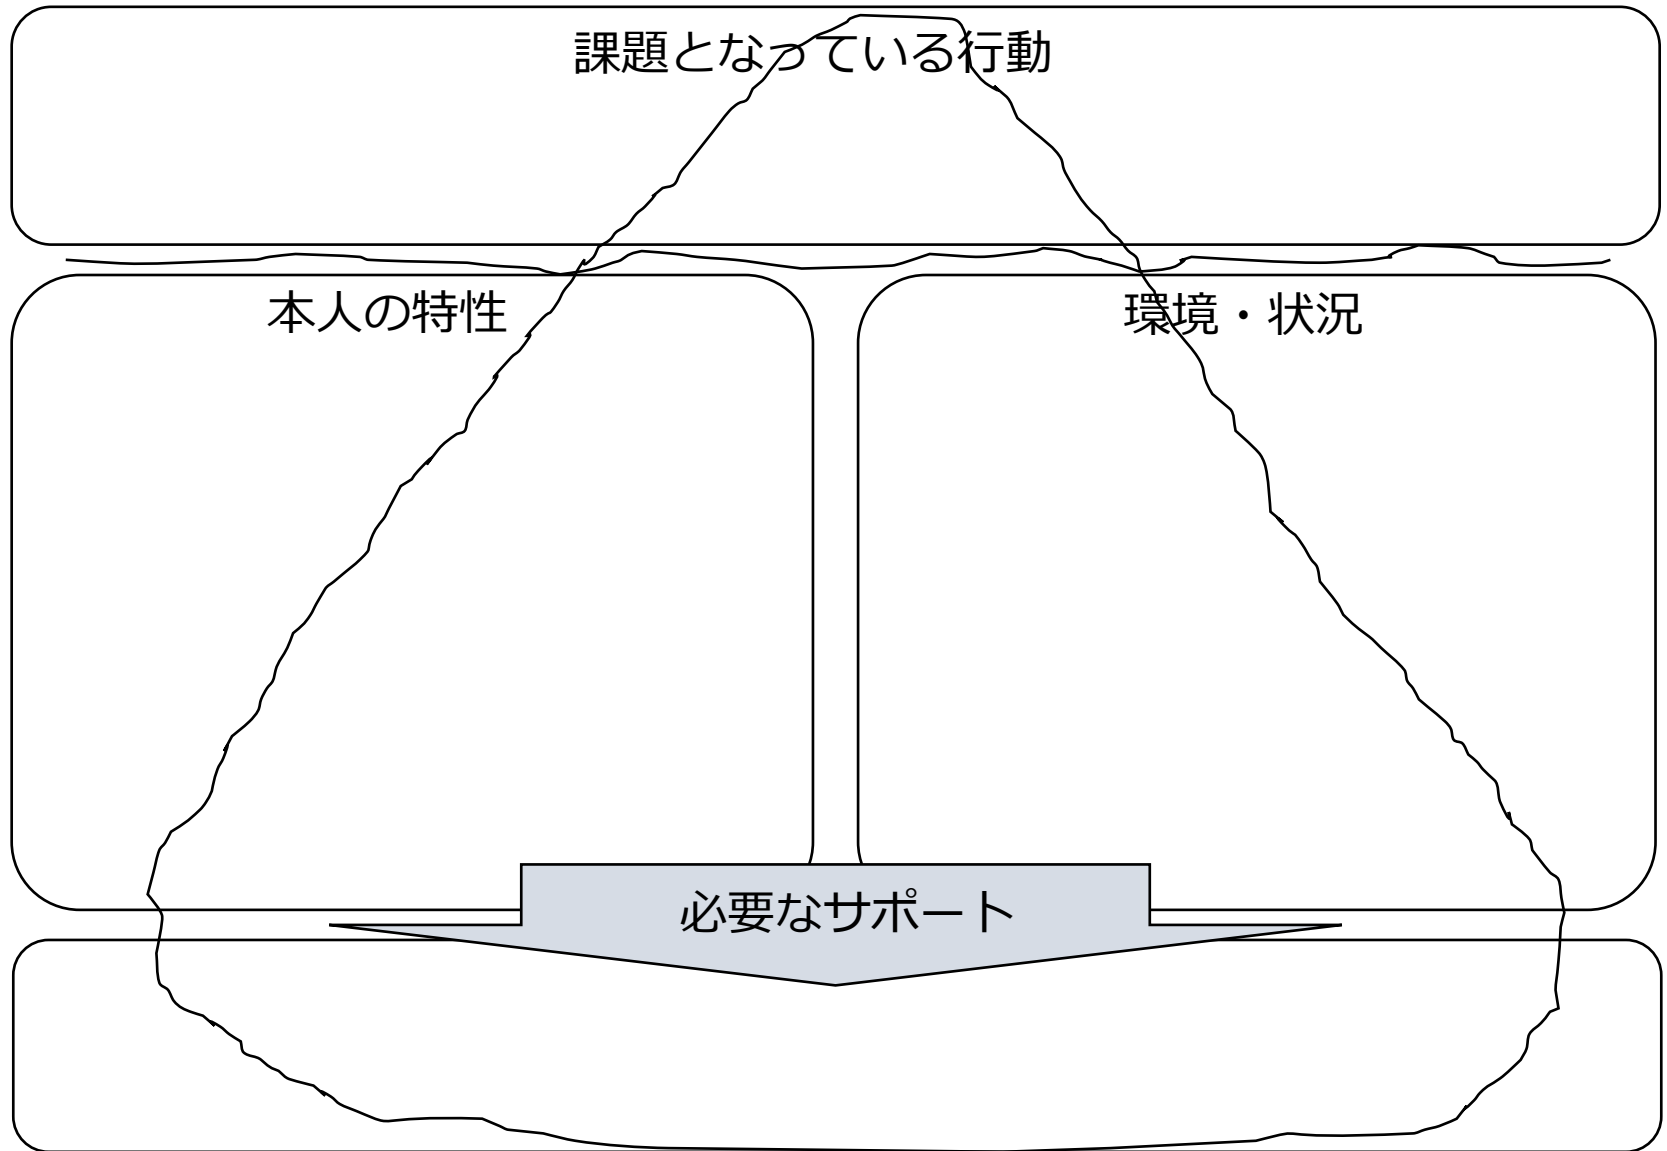 課題となっている行動
本人の特性
環境・状況
必要なサポート